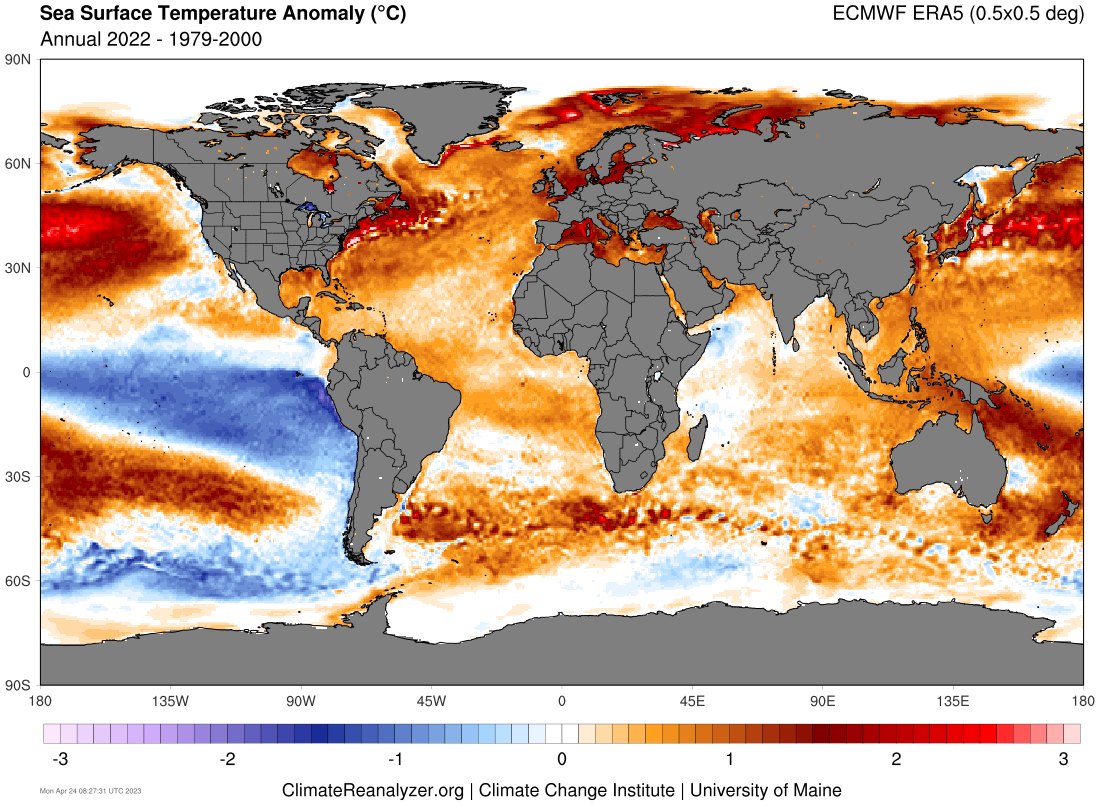 Sea Surface Temperature Anomaly (°C)
ECMWF ERA5 (0.5x0.5 deg)
Annual 2022 - 1979-2000
90N
60N
30N
0
30S
60S
90S
180 135W 90W 45W 0 45E 90E 135E 180
-3 -2 -1 0 1 2 3
Mon Apr 24 08:27:31 UTC 2023
ClimateReanalyzer.org | Climate Change Institute | University of Maine